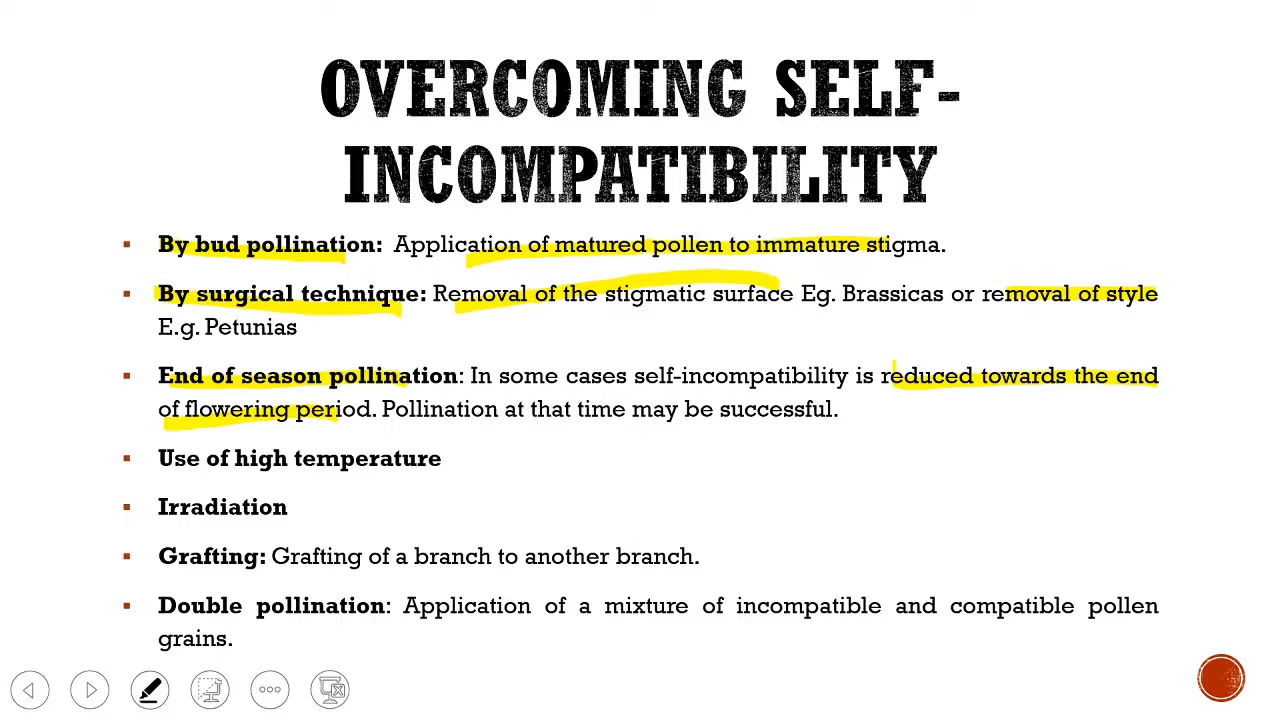 OVERCOMING SELF-
INCOMPATIBILITY
▪ By bud pollination: Application of matured pollen to immature stigma.
▪ By surgical technique: Removal of the stigmatic surface Eg. Brassicas or removal of style
E.g. Petunias
▪ End of season pollination: In some cases self-incompatibility is reduced towards the end
of flowering period. Pollination at that time may be successful.
▪ Use of high temperature
▪ Irradiation
▪ Grafting: Grafting of a branch to another branch.
▪ Double pollination: Application of a mixture of incompatible and compatible pollen
grains.